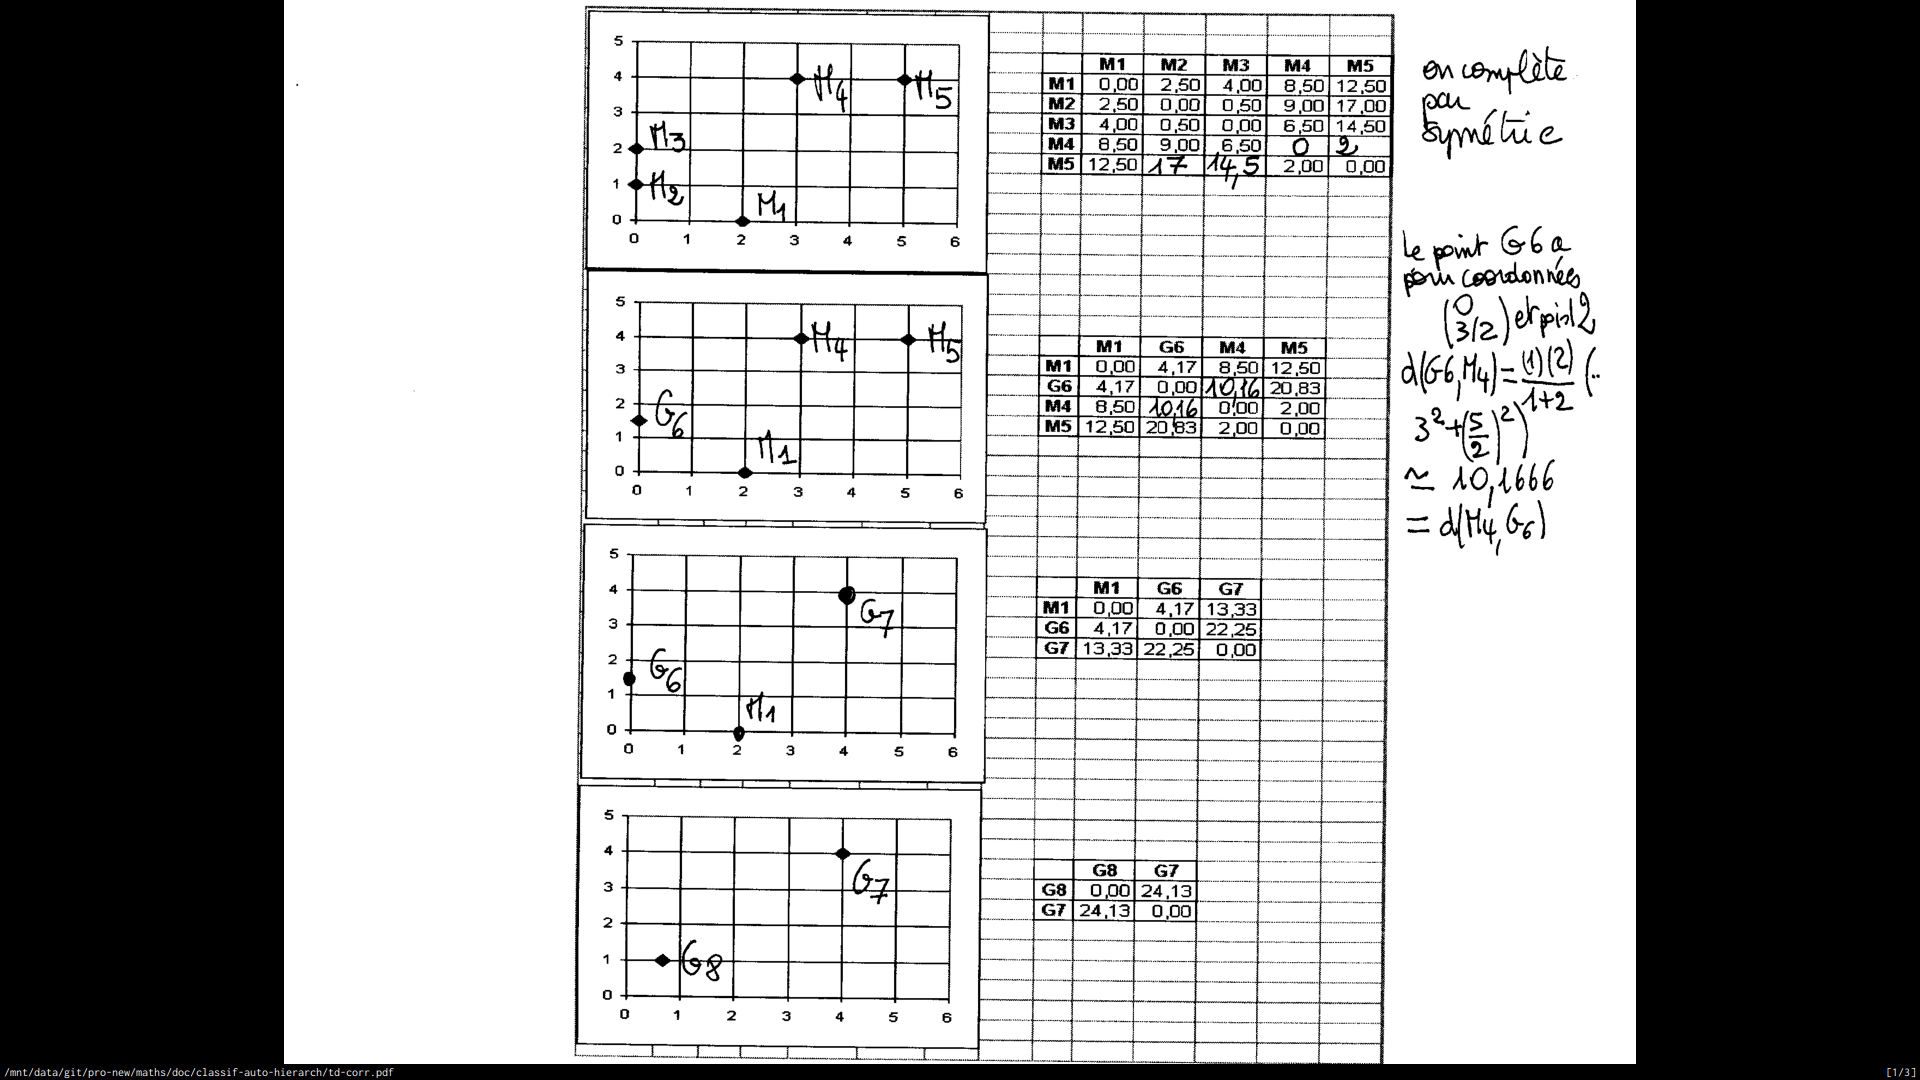 5
4
3
2
1
0
0 1 2 3 4 5 6
M4
M5
M3
M2
M1
M1 M2 M3 M4 M5
M1 0,00 2,50 4,00 8,50 12,50
M2 2,50 0,00 0,50 9,00 17,00
M3 4,00 0,50 0,00 6,50 14,50
M4 8,50 9,00 6,50 0 2
M5 12,50 17 14,5 2,00 0,00
on complète
par
symétrie
5
4
3
2
1
0
0 1 2 3 4 5 6
M4
M5
G6
M1
M1 G6 M4 M5
M1 0,00 4,17 8,50 12,50
G6 4,17 0,00 10,16 20,83
M4 8,50 10,16 0,00 2,00
M5 12,50 20,83 2,00 0,00
Le point G6 a
pour coordonnées
(0 3/2) et poids 2
d(G6,M4) = (1)(2)/1+2 (..
3² + (5/2)²)
≃ 10,1666
= d(M4,G6)
5
4
3
2
1
0
0 1 2 3 4 5 6
G7
G6
M1
M1 G6 G7
M1 0,00 4,17 13,33
G6 4,17 0,00 22,25
G7 13,33 22,25 0,00
5
4
3
2
1
0
0 1 2 3 4 5 6
G7
G8
G8 G7
G8 0,00 24,13
G7 24,13 0,00
/mnt/data/git/pro-new/maths/doc/classif-auto-hierarch/td-corr.pdf
[1/3]